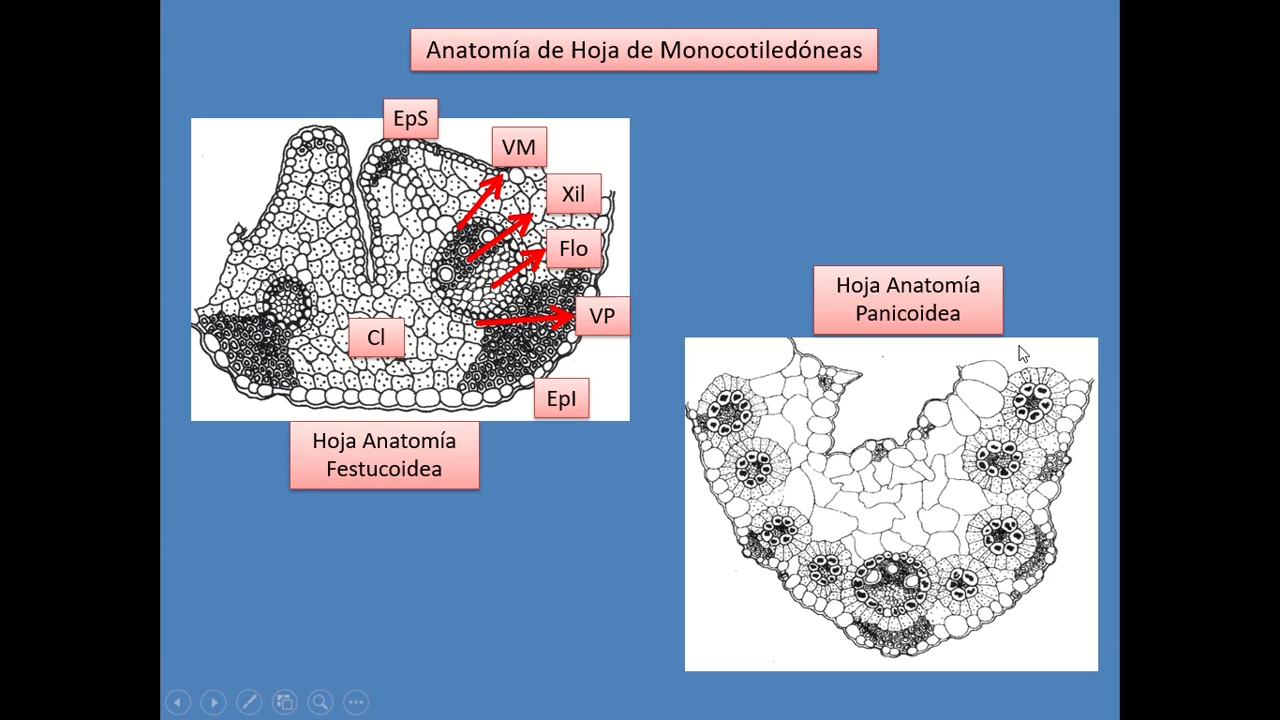 Anatomía de Hoja de Monocotiledóneas
EpS
VM
Xil
Flo
VP
Cl
EpI
Hoja Anatomía
Festucoidea
Hoja Anatomía
Panicoidea